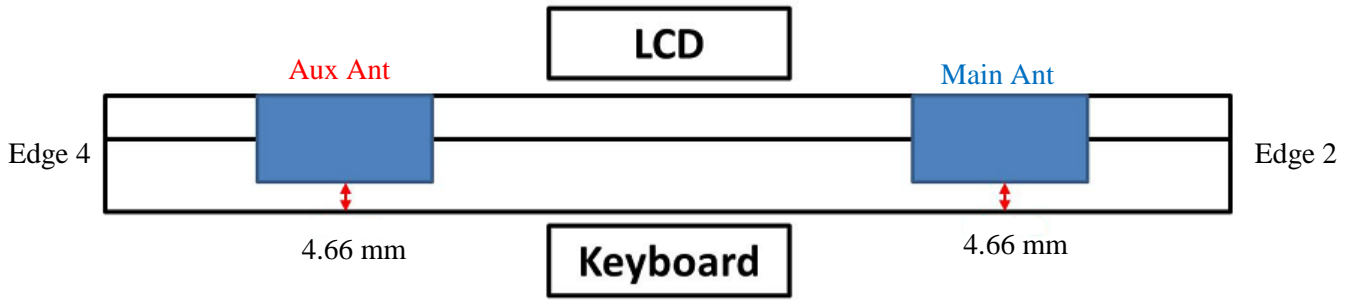 LCD
Aux Ant
Main Ant
Edge 4
Edge 2
4.66 mm
4.66 mm
Keyboard